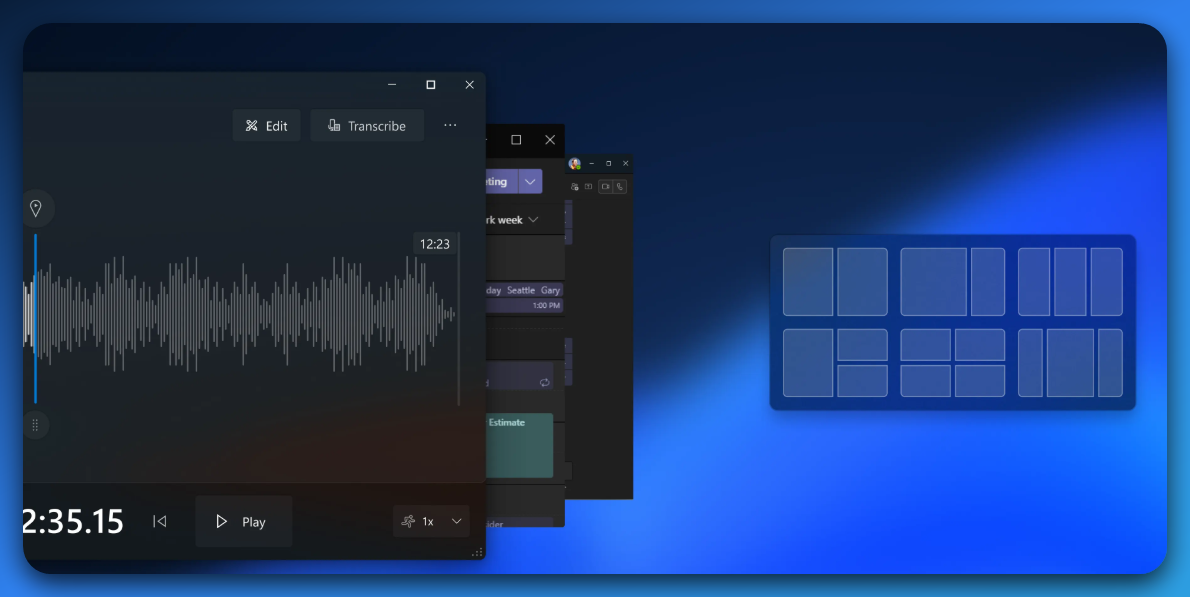 Edit
Transcribe
12:23
2:35.15
Play
1x
eting
rk week
day Seattle Gary
1:00 PM
Estimate
ider